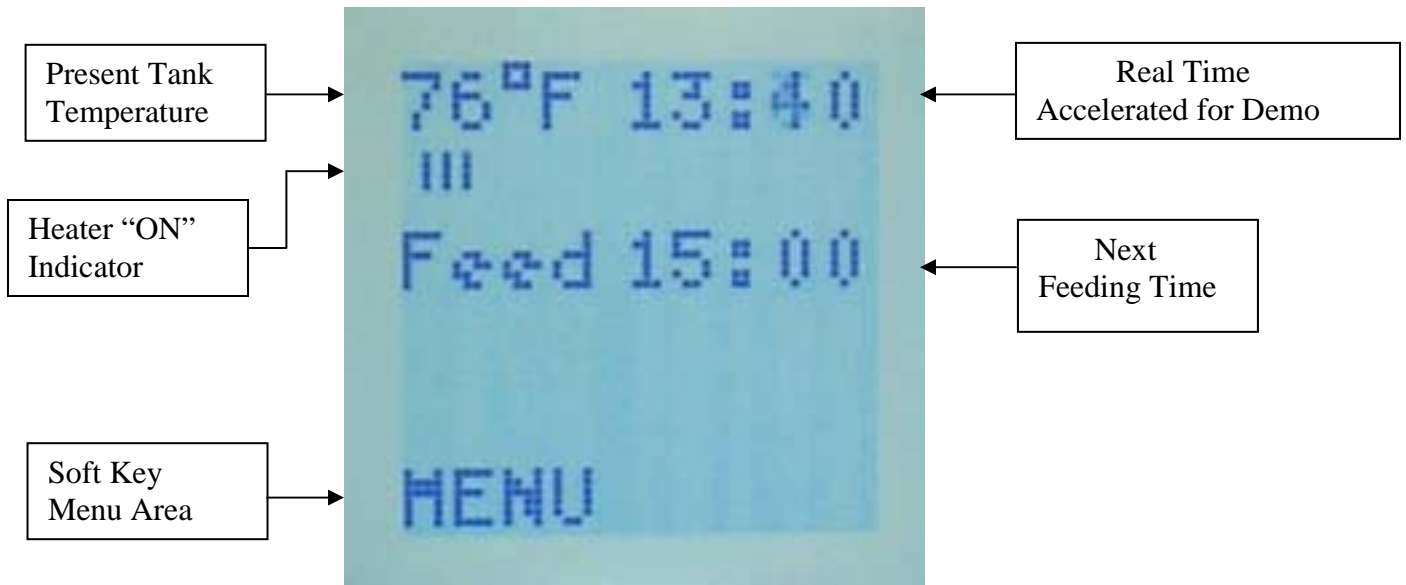 Present Tank
Temperature
Heater “ON”
Indicator
Soft Key
Menu Area
76°F 13:40
Feed 15:00
MENU
Real Time
Accelerated for Demo
Next
Feeding Time